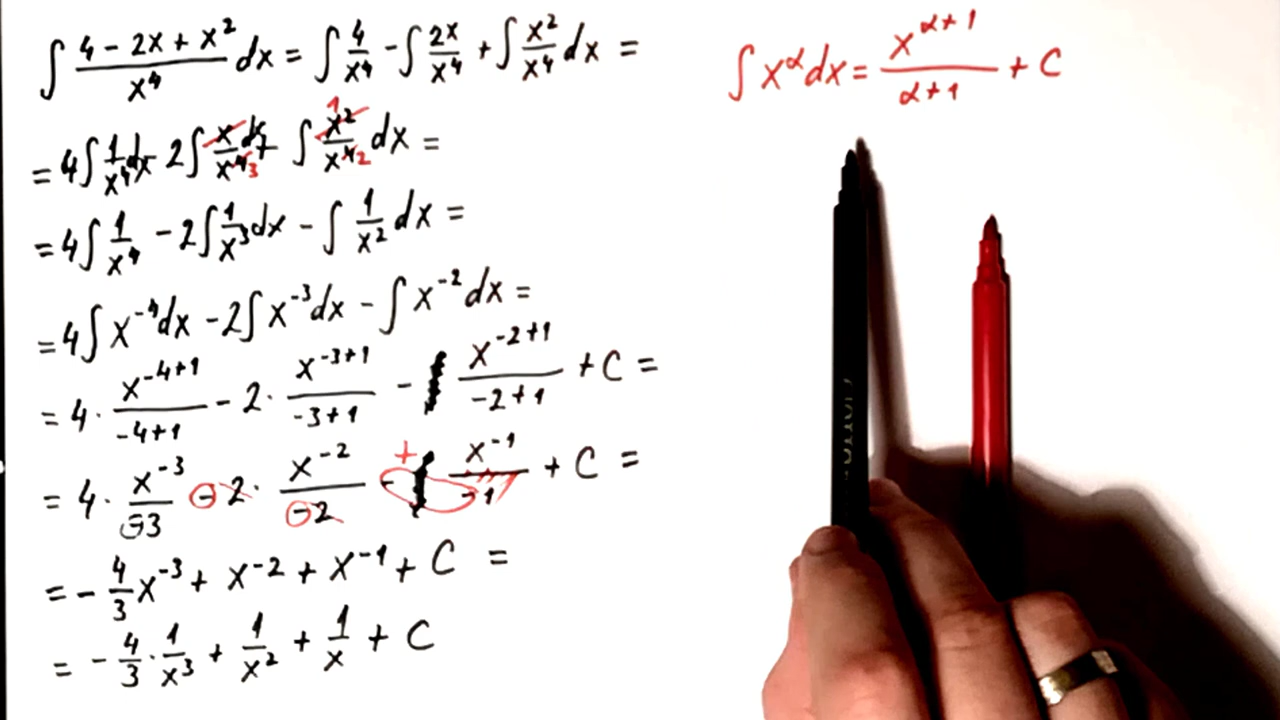 ∫ (4 - 2x + x²)/x⁴ dx = ∫ 4/x⁴ - ∫ 2x/x⁴ + ∫ x²/x⁴ dx =
∫ x^α dx = x^(α+1)/(α+1) + C
= 4∫ 1/x⁴ dx - 2∫ x/x⁴ 3 dx + ∫ x² 1/x⁴ 2 dx =
= 4∫ 1/x⁴ - 2∫ 1/x³ dx - ∫ 1/x² dx =
= 4∫ x⁻⁴ dx - 2∫ x⁻³ dx - ∫ x⁻² dx =
= 4 · x^(-4+1)/(-4+1) - 2 · x^(-3+1)/(-3+1) - x^(-2+1)/(-2+1) + C =
= 4 · x⁻³/-3 - 2 · x⁻²/-2 + - x⁻¹/-1 + C =
= - 4/3 x⁻³ + x⁻² + x⁻¹ + C =
= - 4/3 · 1/x³ + 1/x² + 1/x + C